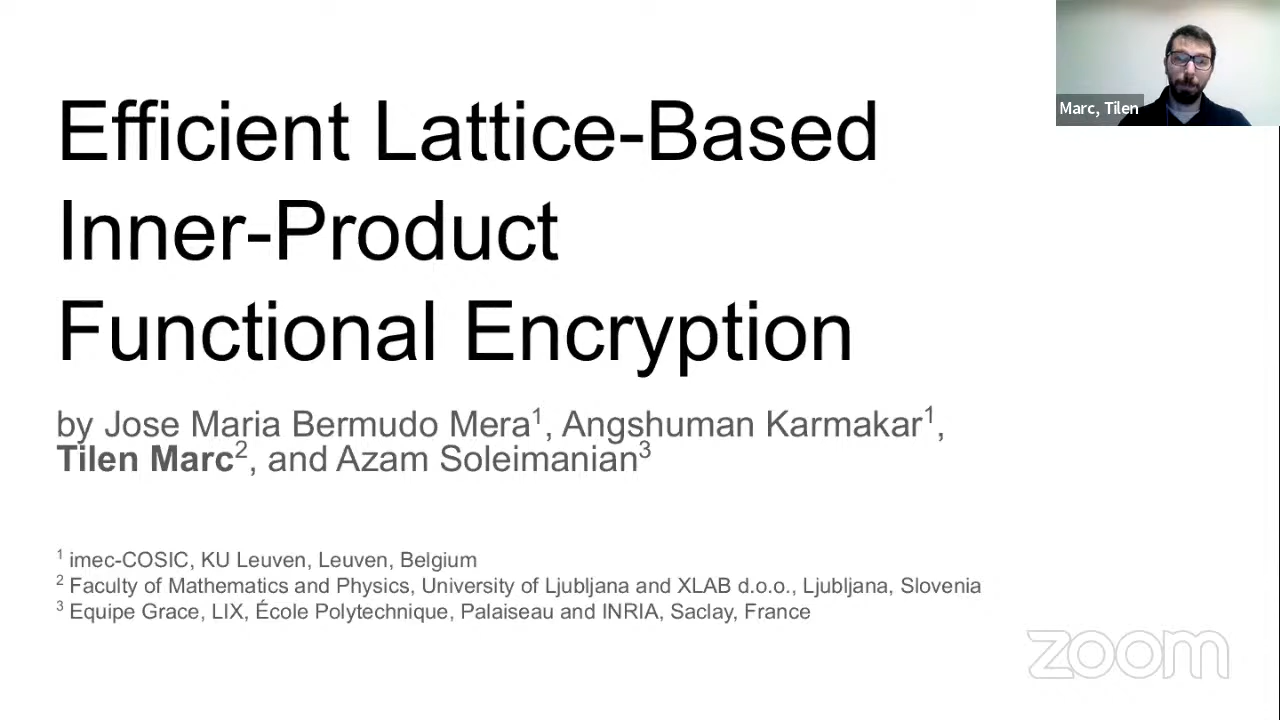 Efficient Lattice-Based
Inner-Product
Functional Encryption
by Jose Maria Bermudo Mera¹, Angshuman Karmakar¹,
Tilen Marc², and Azam Soleimanian³
¹ imec-COSIC, KU Leuven, Leuven, Belgium
² Faculty of Mathematics and Physics, University of Ljubljana and XLAB d.o.o., Ljubljana, Slovenia
³ Equipe Grace, LIX, École Polytechnique, Palaiseau and INRIA, Saclay, France
Marc, Tilen
zoom